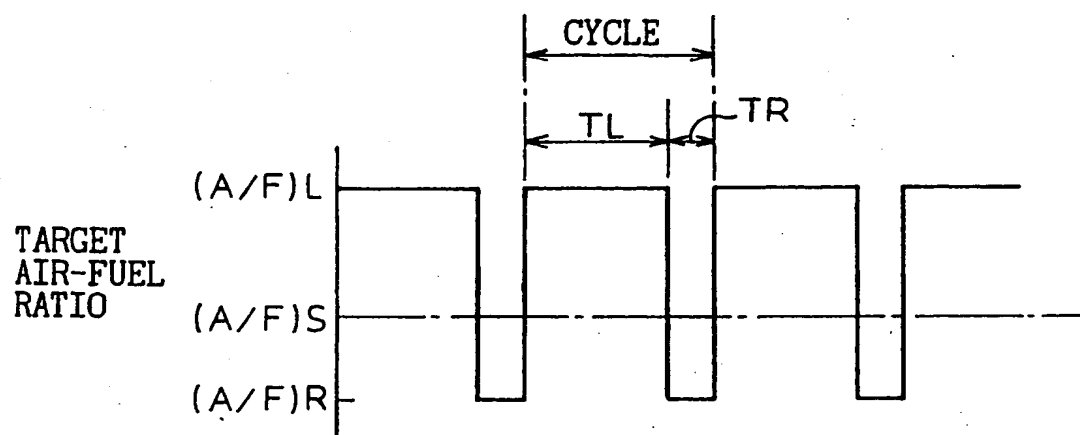 CYCLE
TL
TR
(A/F)L
TARGET
AIR-FUEL
RATIO
(A/F)S
(A/F)R